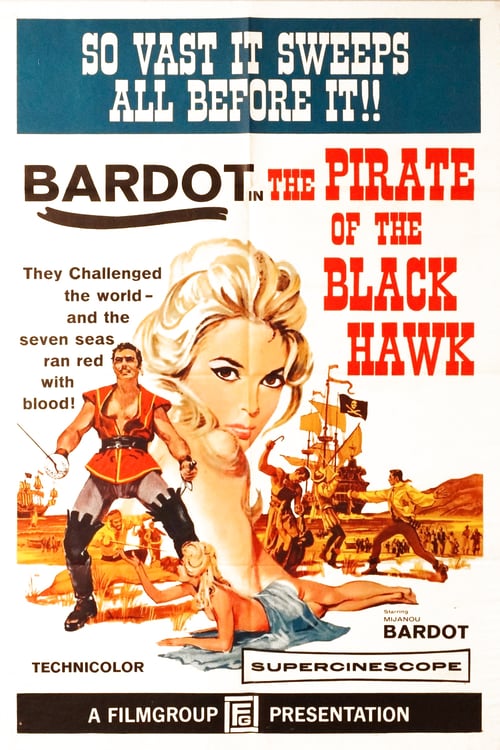 SO VAST IT SWEEPS
ALL BEFORE IT!!
BARDOT IN THE PIRATE
OF THE
BLACK
HAWK
They Challenged
the world –
and the
seven seas
ran red
with
blood!
Starring
MIJANOU
BARDOT
TECHNICOLOR
SUPERCINESCOPE
A FILMGROUP FG PRESENTATION